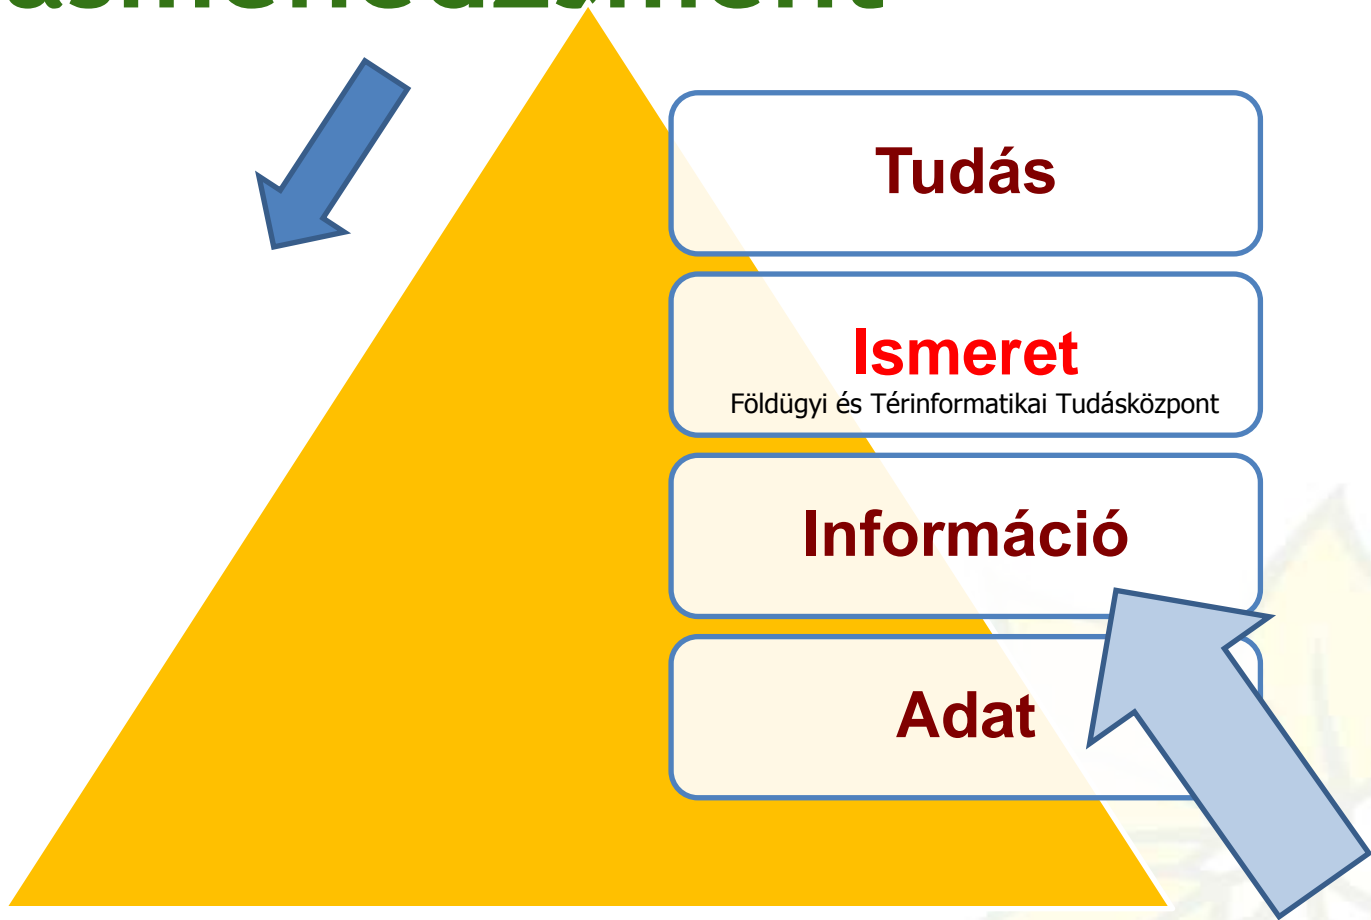 Tudás
Ismeret
Földügyi és Térinformatikai Tudásközpont
Információ
Adat